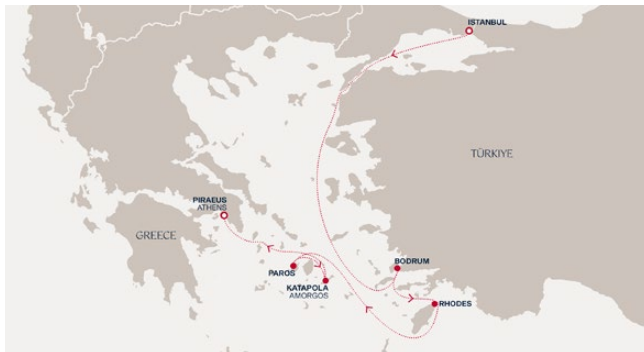 ISTANBUL
TÜRKIYE
PIRAEUS
ATHENS
GREECE
BODRUM
PAROS
KATAPOLA
AMORGOS
RHODES